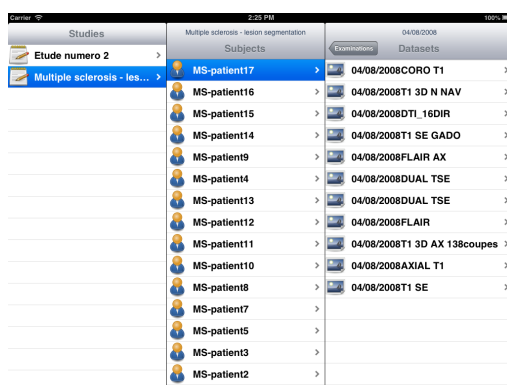 Carrier 2:25 PM 100%
Studies
Etude numero 2
Multiple sclerosis - les...
Multiple sclerosis - lesion segmentation
Subjects
MS-patient17
MS-patient16
MS-patient15
MS-patient14
MS-patient9
MS-patient4
MS-patient13
MS-patient12
MS-patient11
MS-patient10
MS-patient8
MS-patient7
MS-patient5
MS-patient3
MS-patient2
04/08/2008
Examinations Datasets
04/08/2008CORO T1
04/08/2008T1 3D N NAV
04/08/2008DTI_16DIR
04/08/2008T1 SE GADO
04/08/2008FLAIR AX
04/08/2008DUAL TSE
04/08/2008DUAL TSE
04/08/2008FLAIR
04/08/2008T1 3D AX 138coupes
04/08/2008AXIAL T1
04/08/2008T1 SE